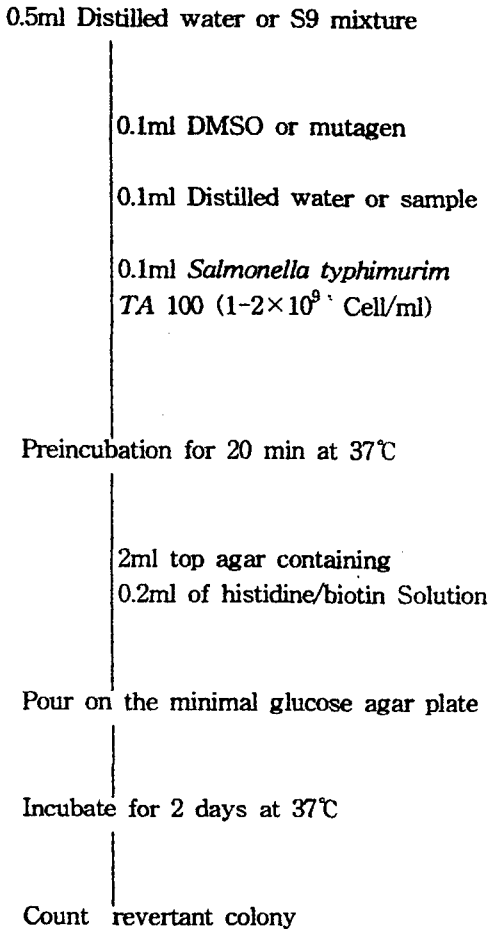 0.5ml Distilled water or S9 mixture
0.1ml DMSO or mutagen
0.1ml Distilled water or sample
0.1ml Salmonella typhimurim
TA 100 (1-2×10⁹ Cell/ml)
Preincubation for 20 min at 37℃
2ml top agar containing
0.2ml of histidine/biotin Solution
Pour on the minimal glucose agar plate
Incubate for 2 days at 37℃
Count revertant colony